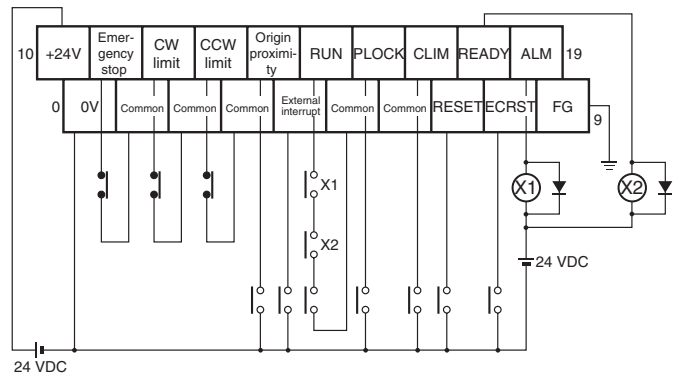 10 +24V Emer- gency stop CW limit CCW limit Origin proximi- ty RUN PLOCK CLIM READY ALM 19
0 0V Common Common Common External interrupt Common Common RESET ECRST FG 9
X1
X1 X2
X2
24 VDC
24 VDC